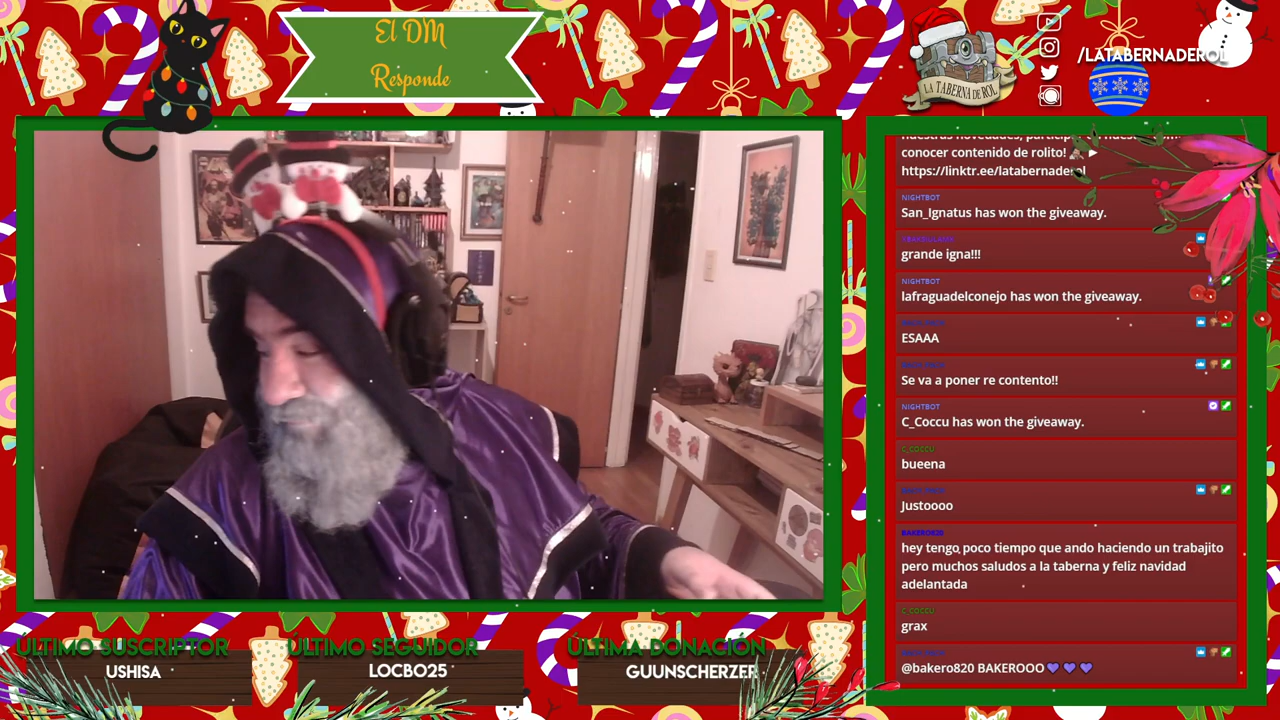 El DM
Responde
LA TABERNA DE ROL
/LATABERNADEROL
conocer contenido de rolito!
https://linktr.ee/latabernaderol
NIGHTBOT
San_Ignatus has won the giveaway.
grande igna!!!
NIGHTBOT
lafraguadelconejo has won the giveaway.
ESAAA
Se va a poner re contento!!
NIGHTBOT
C_Coccu has won the giveaway.
C_COCCU
bueena
Justoooo
BAKERO820
hey tengo poco tiempo que ando haciendo un trabajito
pero muchos saludos a la taberna y feliz navidad
adelantada
C_COCCU
grax
@bakero820 BAKEROOO 💜 💜 💜
ÚLTIMO SUSCRIPTOR
USHISA
ÚLTIMO SEGUIDOR
LOCBO25
ÚLTIMA DONACIÓN
GUUNSCHERZER